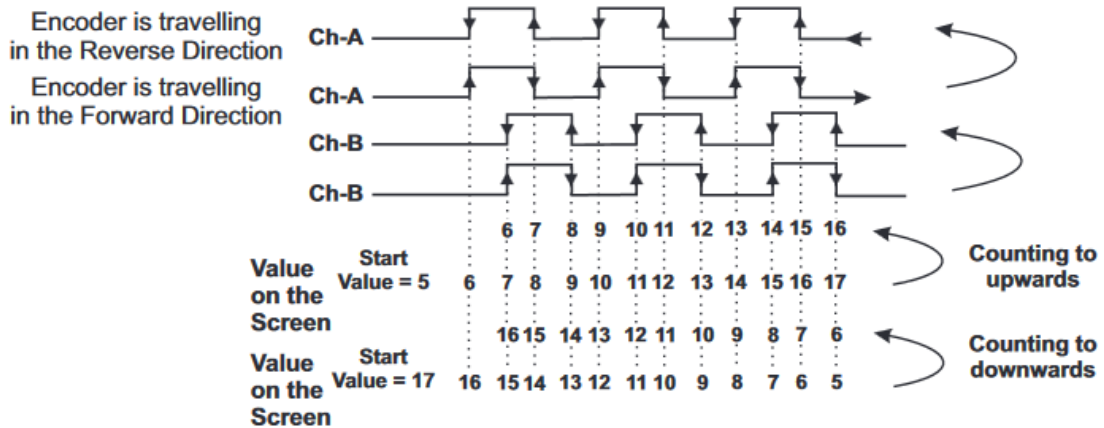 Encoder is travelling
in the Reverse Direction
Ch-A
Encoder is travelling
in the Forward Direction
Ch-A
Ch-B
Ch-B
6 7 8 9 10 11 12 13 14 15 16
Value
on the
Screen
Start
Value = 5
6 7 8 9 10 11 12 13 14 15 16 17
Counting to
upwards
16 15 14 13 12 11 10 9 8 7 6
Value
on the
Screen
Start
Value = 17
16 15 14 13 12 11 10 9 8 7 6 5
Counting to
downwards